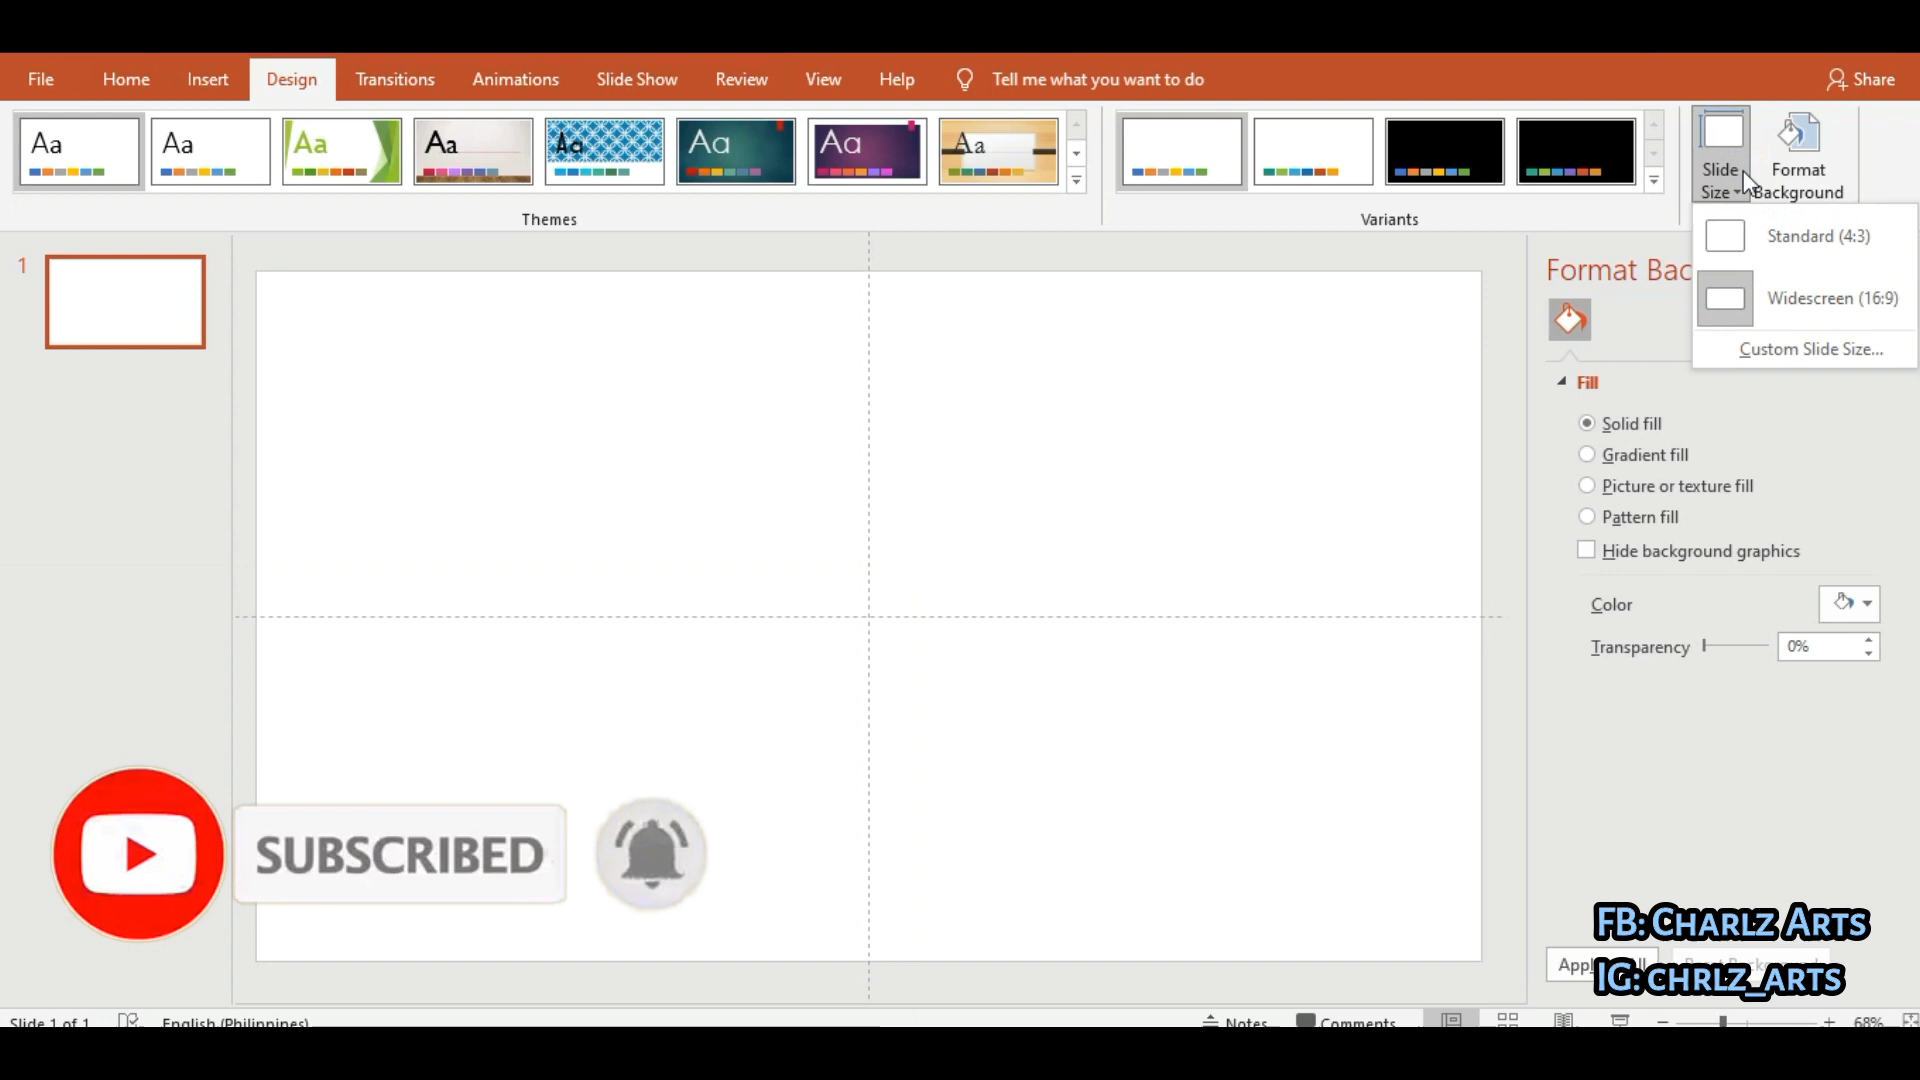 File Home Insert Design Transitions Animations Slide Show Review View Help Tell me what you want to do Share
Aa Aa Aa Aa Aa Aa Aa Aa
Slide Size
Format Background
Themes
Variants
Standard (4:3)
Widescreen (16:9)
Custom Slide Size...
1
Format Bac
Fill
Solid fill
Gradient fill
Picture or texture fill
Pattern fill
Hide background graphics
Color
Transparency 0%
SUBSCRIBED
FB: Charlz Arts
IG: chrlz_arts
Slide 1 of 1 English (Philippines) Notes Comments 68%